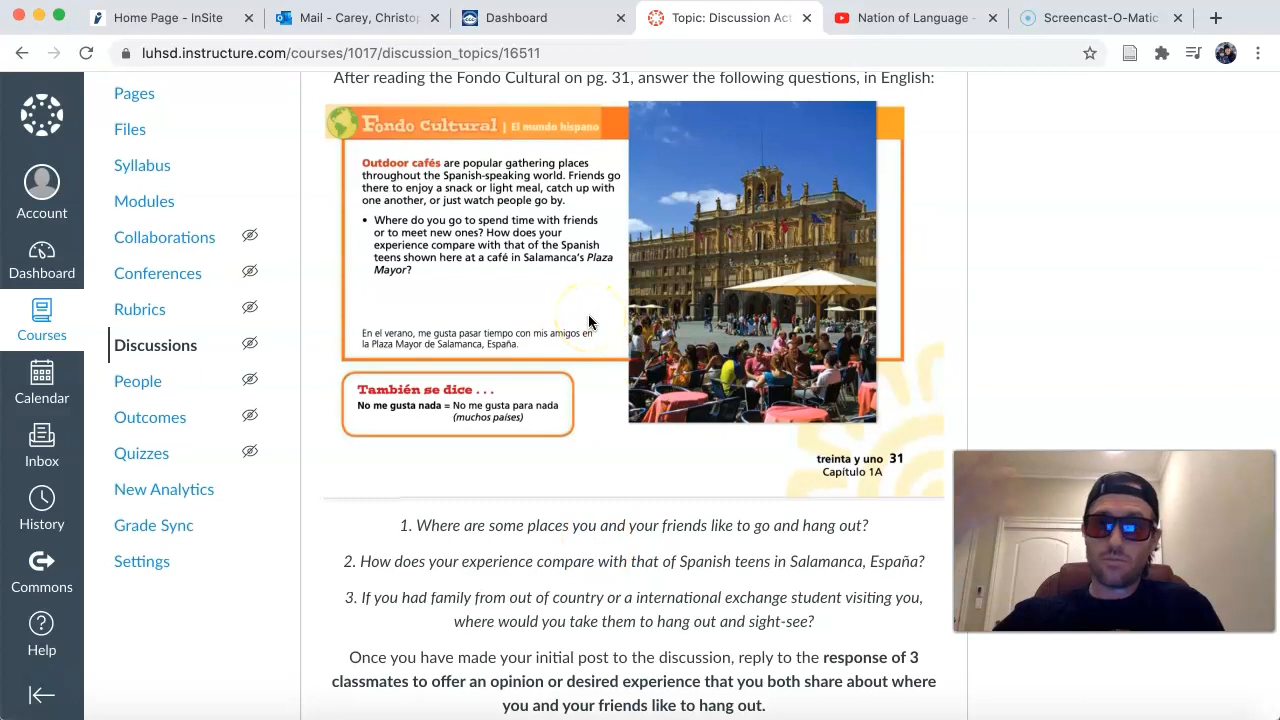 Home Page - InSite
Mail - Carey, Christo
Dashboard
Topic: Discussion Act
Nation of Language -
Screencast-O-Matic
luhsd.instructure.com/courses/1017/discussion_topics/16511
Account
Dashboard
Courses
Calendar
Inbox
History
Commons
Help
Pages
Files
Syllabus
Modules
Collaborations
Conferences
Rubrics
Discussions
People
Outcomes
Quizzes
New Analytics
Grade Sync
Settings
After reading the Fondo Cultural on pg. 31, answer the following questions, in English:
Fondo Cultural | El mundo hispano
Outdoor cafés are popular gathering places
throughout the Spanish-speaking world. Friends go
there to enjoy a snack or light meal, catch up with
one another, or just watch people go by.
• Where do you go to spend time with friends
or to meet new ones? How does your
experience compare with that of the Spanish
teens shown here at a café in Salamanca's Plaza
Mayor?
En el verano, me gusta pasar tiempo con mis amigos en
la Plaza Mayor de Salamanca, España.
También se dice . . .
No me gusta nada = No me gusta para nada
(muchos países)
treinta y uno 31
Capítulo 1A
1. Where are some places you and your friends like to go and hang out?
2. How does your experience compare with that of Spanish teens in Salamanca, España?
3. If you had family from out of country or a international exchange student visiting you,
where would you take them to hang out and sight-see?
Once you have made your initial post to the discussion, reply to the response of 3
classmates to offer an opinion or desired experience that you both share about where
you and your friends like to hang out.